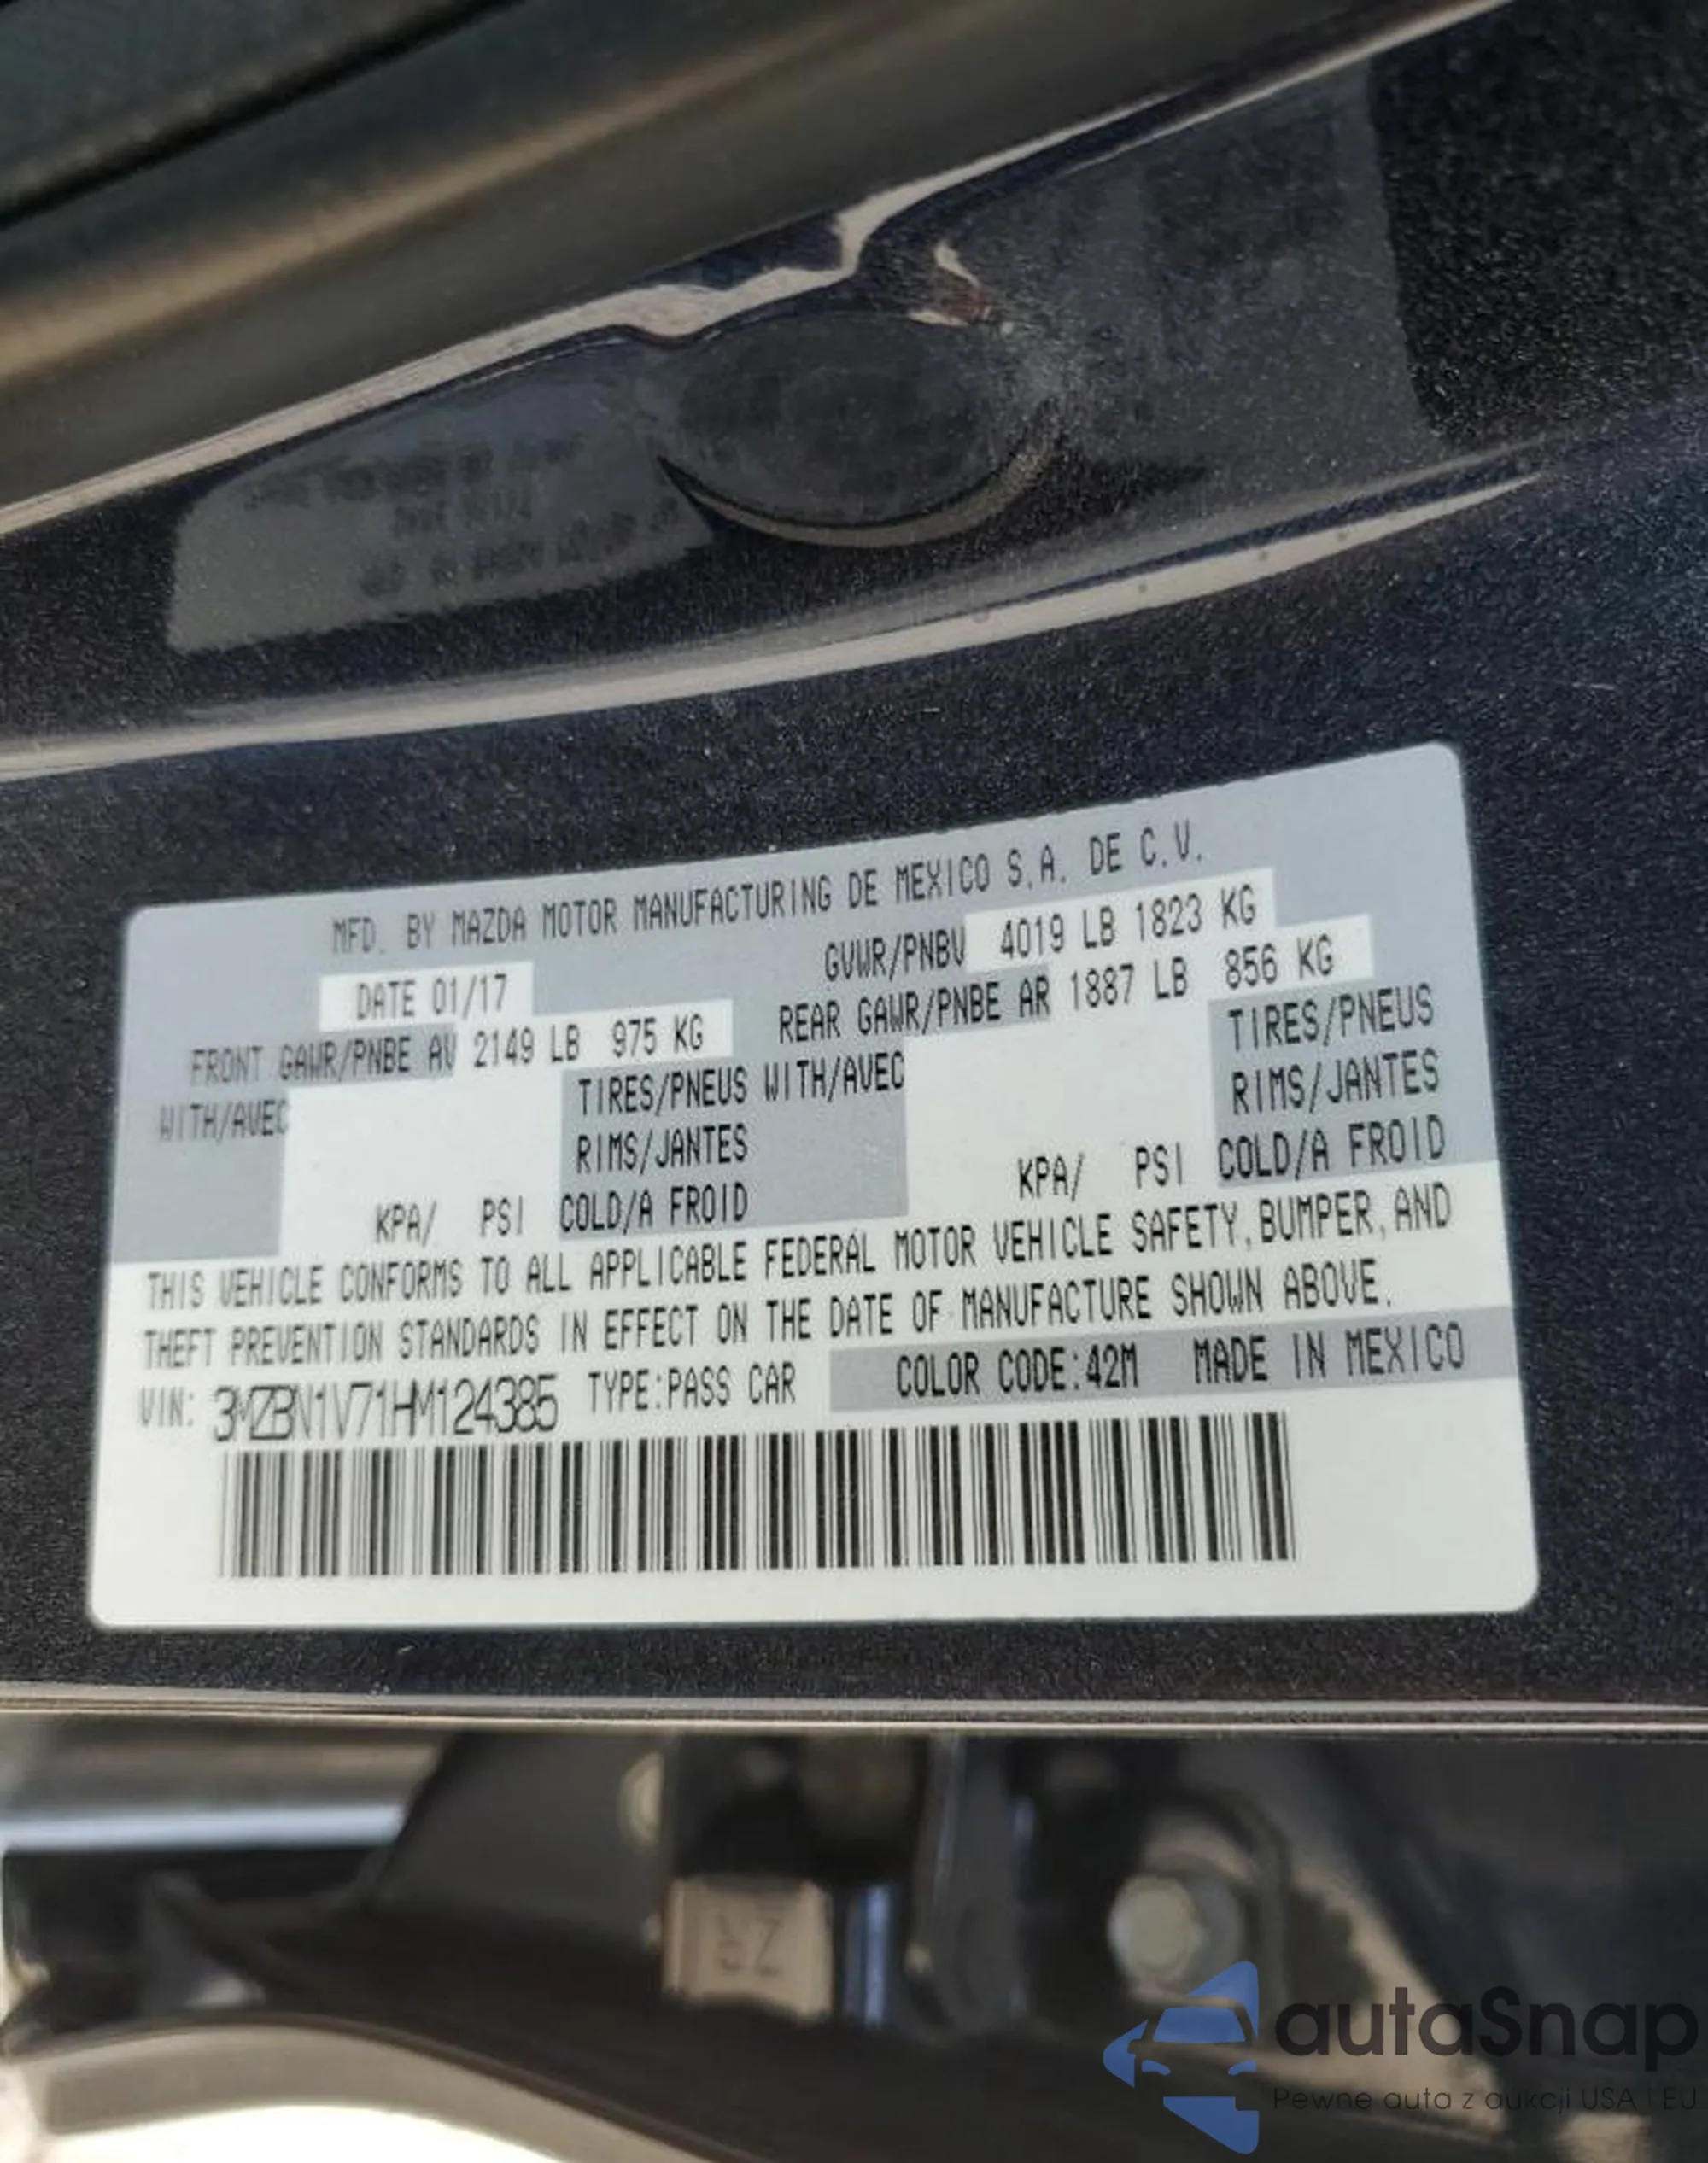 MFD. BY MAZDA MOTOR MANUFACTURING DE MEXICO S.A. DE C.V.
DATE 01/17 GVWR/PNBV 4019 LB 1823 KG
FRONT GAWR/PNBE AV 2149 LB 975 KG REAR GAWR/PNBE AR 1887 LB 856 KG
WITH/AVEC TIRES/PNEUS WITH/AVEC TIRES/PNEUS
RIMS/JANTES RIMS/JANTES
KPA/ PSI COLD/A FROID KPA/ PSI COLD/A FROID
THIS VEHICLE CONFORMS TO ALL APPLICABLE FEDERAL MOTOR VEHICLE SAFETY, BUMPER, AND
THEFT PREVENTION STANDARDS IN EFFECT ON THE DATE OF MANUFACTURE SHOWN ABOVE.
VIN: 3MZBN1V71HM124385 TYPE:PASS CAR COLOR CODE:42M MADE IN MEXICO
autaSnap
Pewne auta z aukcji USA i EU